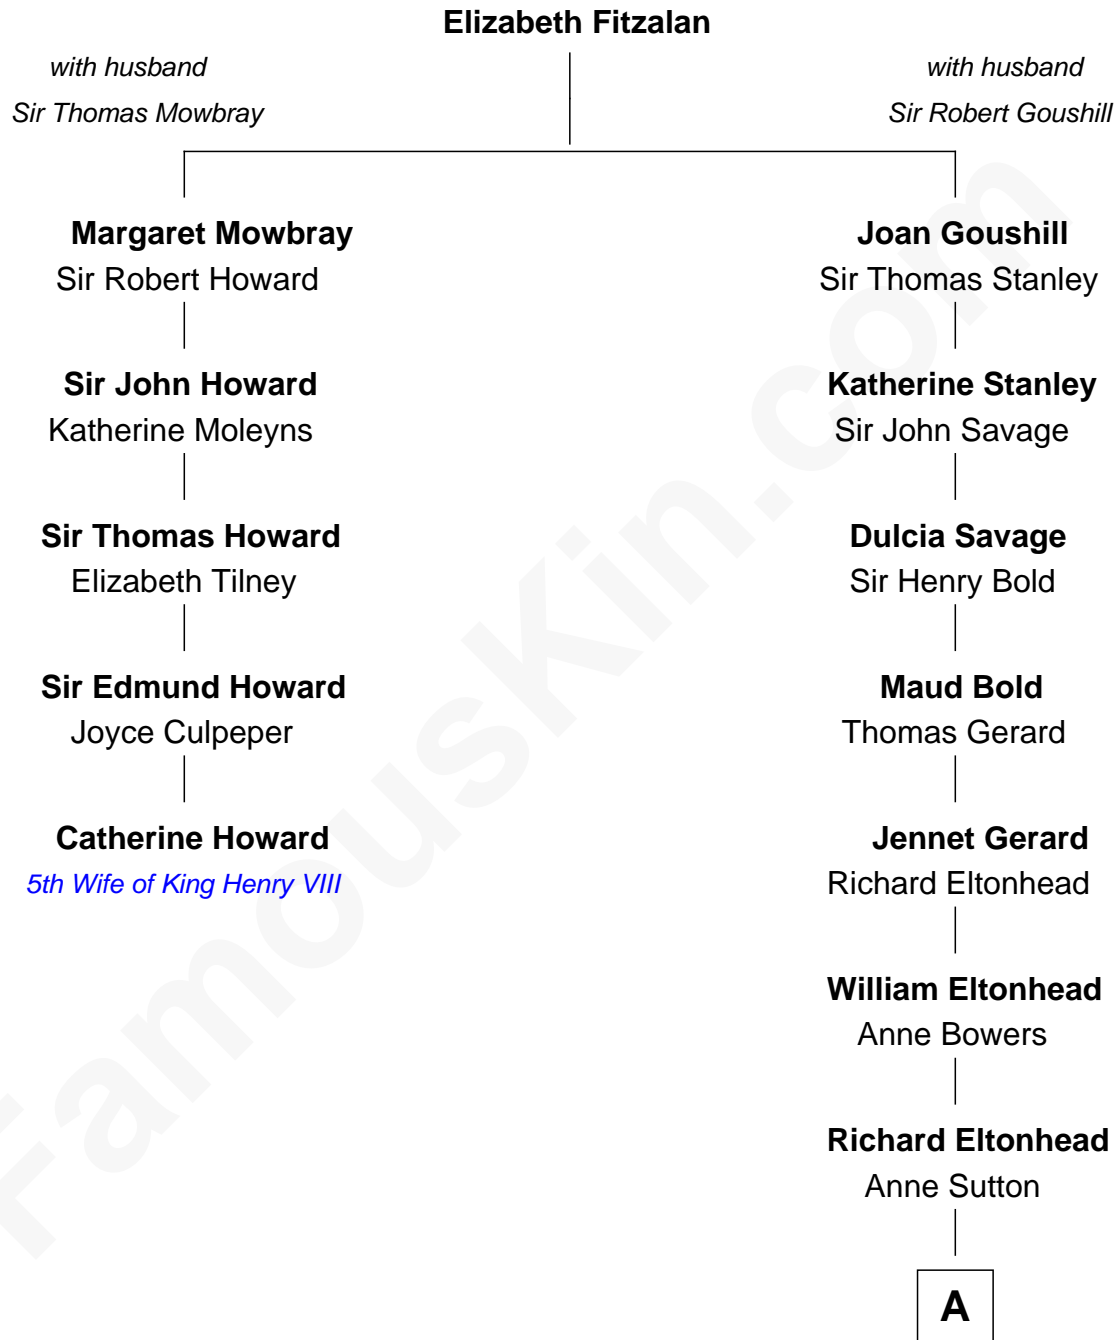 Elizabeth Fitzalan
with husband
Sir Thomas Mowbray
with husband
Sir Robert Goushill
Margaret Mowbray
Sir Robert Howard
Sir John Howard
Katherine Moleyns
Sir Thomas Howard
Elizabeth Tilney
Sir Edmund Howard
Joyce Culpeper
Catherine Howard
5th Wife of King Henry VIII
Joan Goushill
Sir Thomas Stanley
Katherine Stanley
Sir John Savage
Dulcia Savage
Sir Henry Bold
Maud Bold
Thomas Gerard
Jennet Gerard
Richard Eltonhead
William Eltonhead
Anne Bowers
Richard Eltonhead
Anne Sutton
A
FamousKin.com